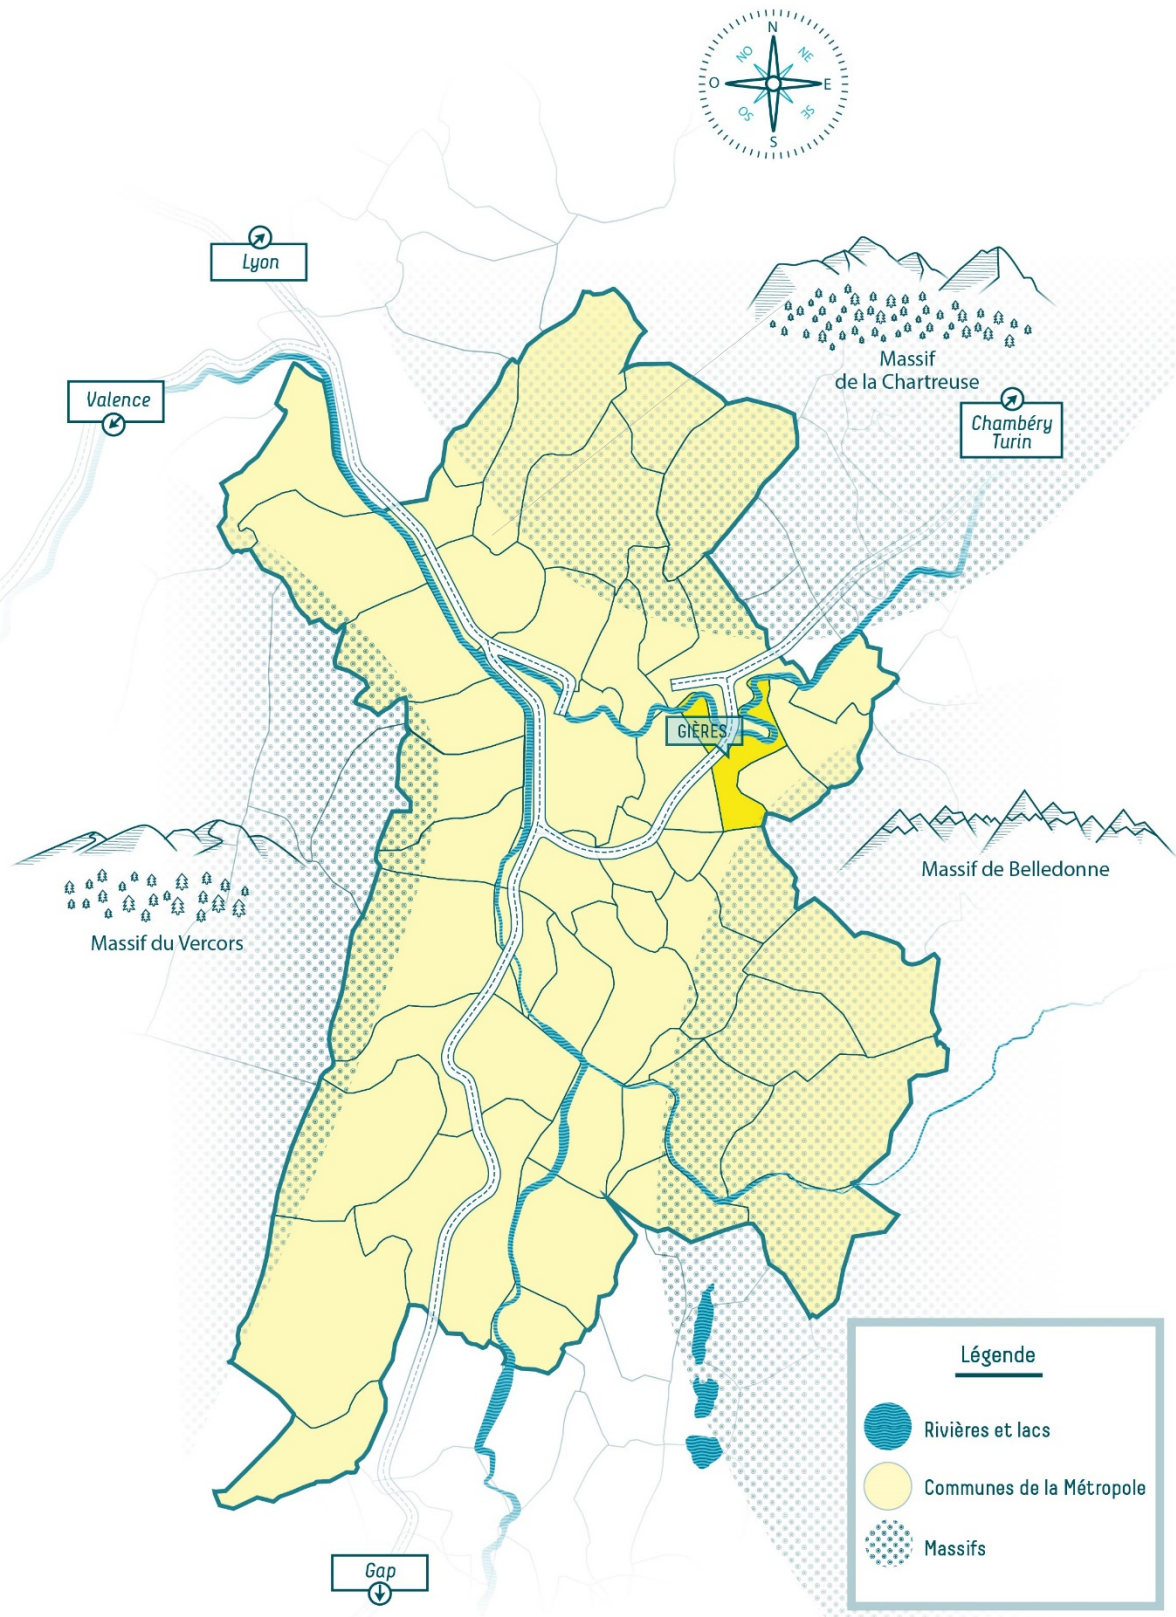 N
NO
NE
O
E
SO
SE
S
Lyon
Massif
de la Chartreuse
Valence
Chambéry
Turin
GIÈRES
Massif de Belledonne
Massif du Vercors
Légende
Rivières et lacs
Communes de la Métropole
Massifs
Gap